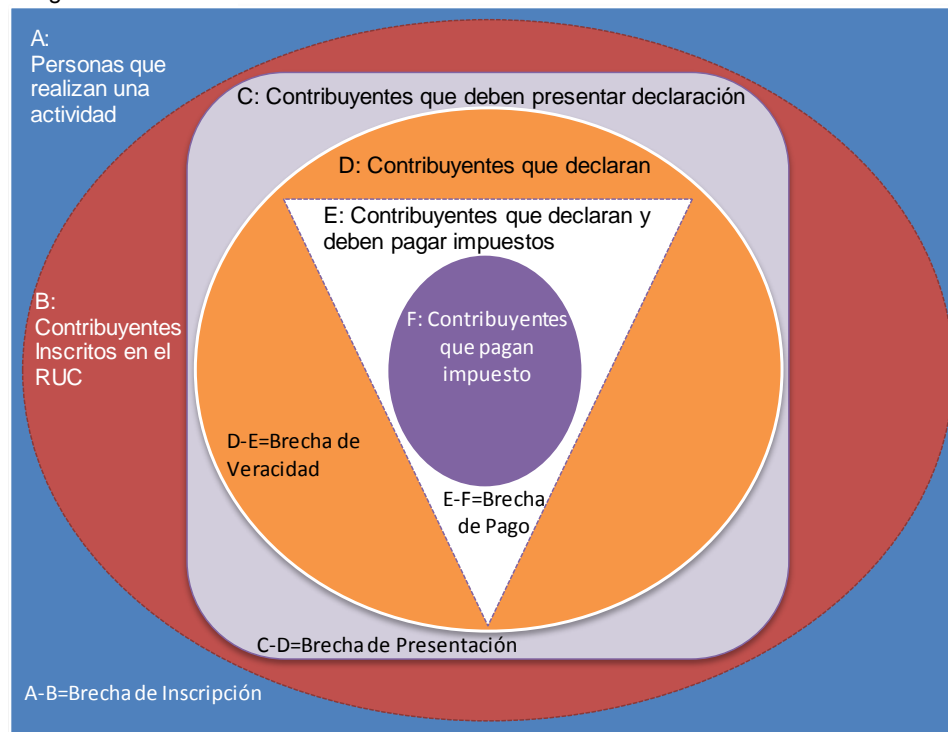 A:
Personas que
realizan una
actividad
C: Contribuyentes que deben presentar declaración
D: Contribuyentes que declaran
E: Contribuyentes que declaran y
deben pagar impuestos
B:
Contribuyentes
Inscritos en el
RUC
F: Contribuyentes
que pagan
impuesto
D-E=Brecha de
Veracidad
E-F=Brecha
de Pago
C-D=Brecha de Presentación
A-B=Brecha de Inscripción